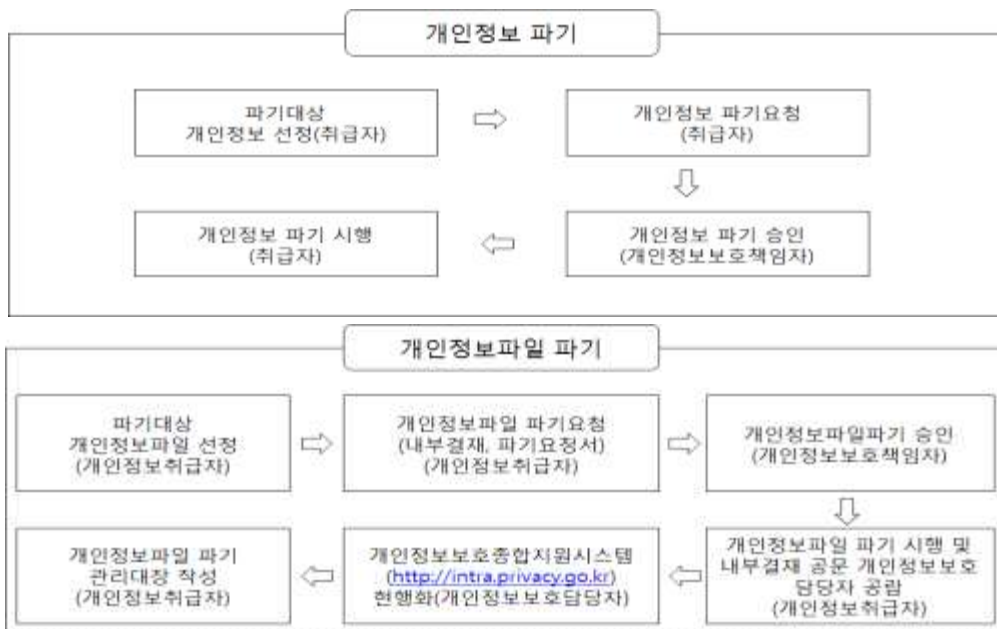 개인정보 파기
파기대상
개인정보 선정(취급자)
개인정보 파기요청
(취급자)
개인정보 파기 승인
(개인정보보호책임자)
개인정보 파기 시행
(취급자)
개인정보파일 파기
파기대상
개인정보파일 선정
(개인정보취급자)
개인정보파일 파기요청
(내부결재, 파기요청서)
(개인정보취급자)
개인정보파일파기 승인
(개인정보보호책임자)
개인정보파일 파기 시행 및
내부결재 공문 개인정보보호
담당자 공람
(개인정보취급자)
개인정보보호종합지원시스템
(http://intra.privacy.go.kr)
현행화(개인정보보호담당자)
개인정보파일 파기
관리대장 작성
(개인정보취급자)